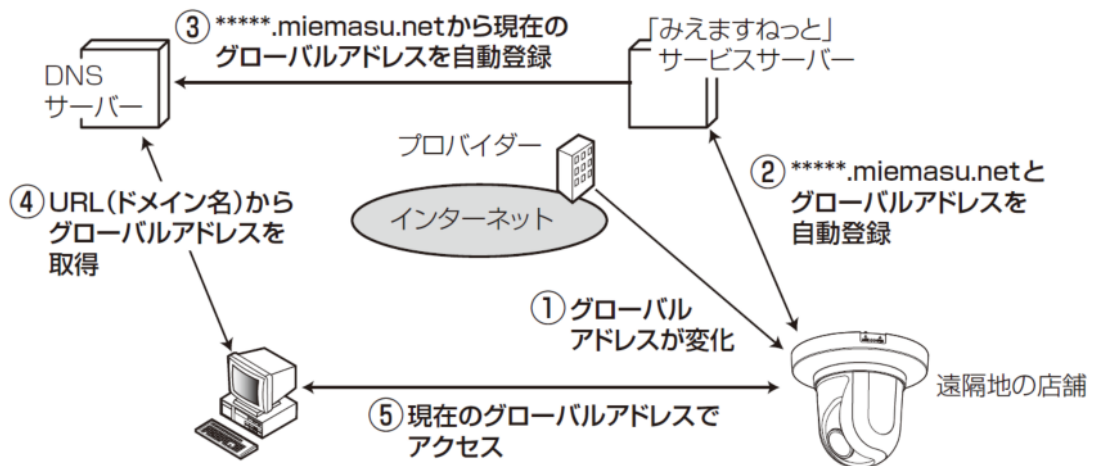 ③*****.miemasu.netから現在の
グローバルアドレスを自動登録
「みえますねっと」
サービスサーバー
DNS
サーバー
プロバイダー
インターネット
②*****.miemasu.netと
グローバルアドレスを
自動登録
④URL(ドメイン名)から
グローバルアドレスを
取得
①グローバル
アドレスが変化
遠隔地の店舗
⑤現在のグローバルアドレスで
アクセス